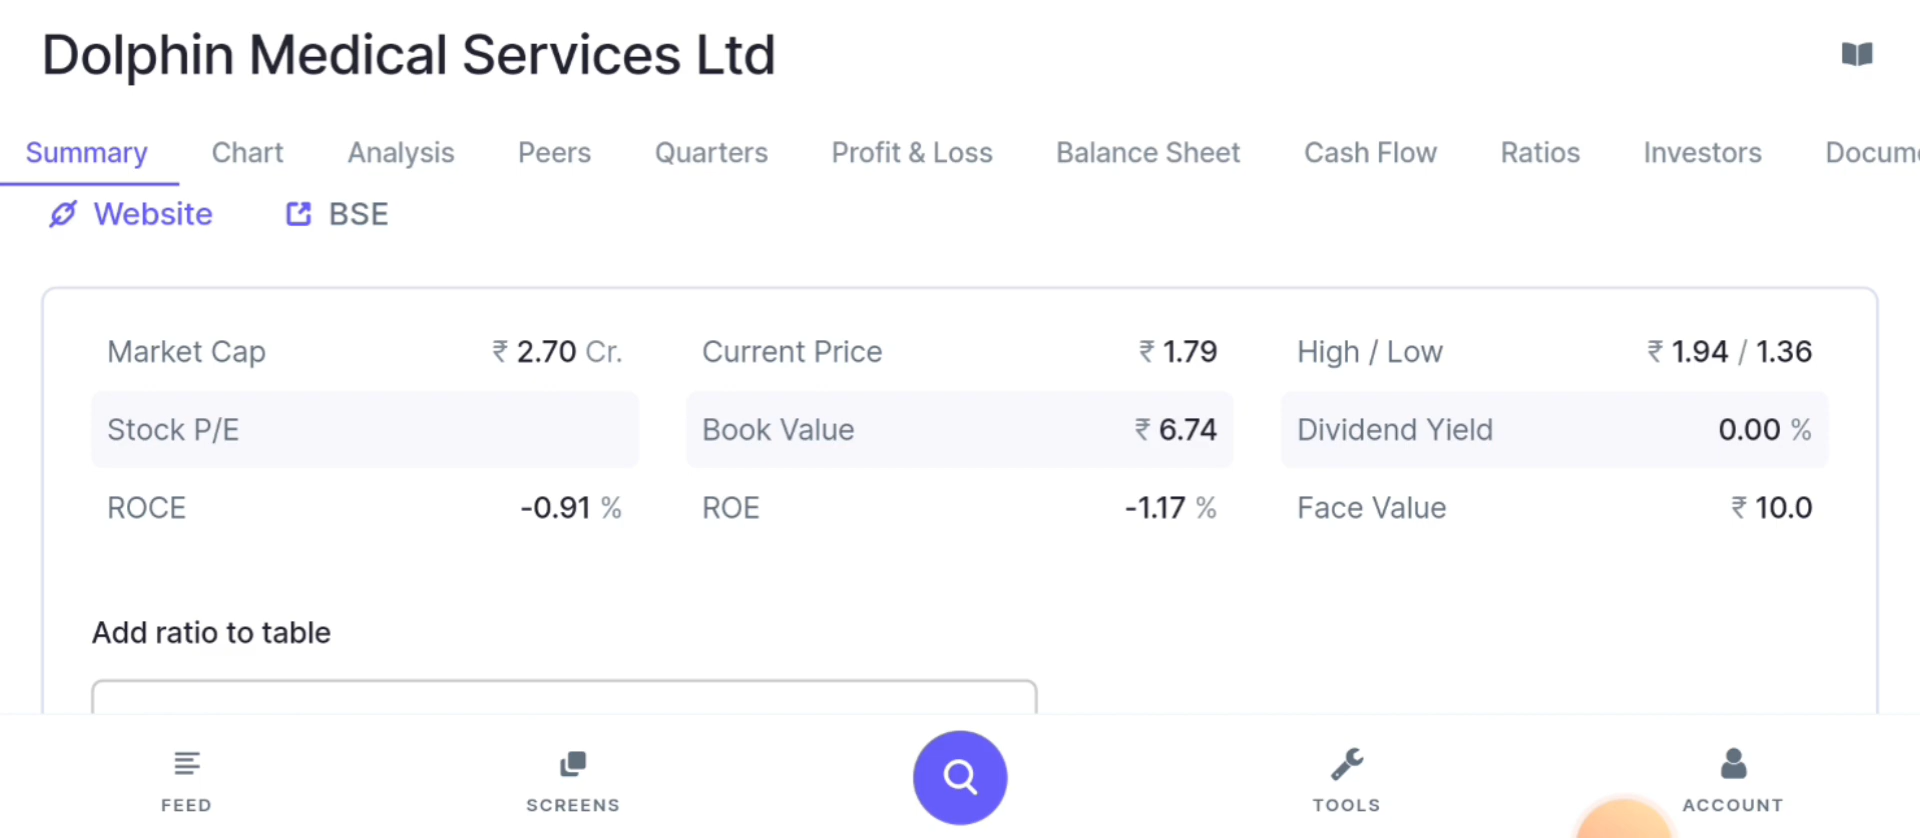 Dolphin Medical Services Ltd
Summary Chart Analysis Peers Quarters Profit & Loss Balance Sheet Cash Flow Ratios Investors Docume
Website BSE
Market Cap ₹ 2.70 Cr. Current Price ₹ 1.79 High / Low ₹ 1.94 / 1.36
Stock P/E Book Value ₹ 6.74 Dividend Yield 0.00 %
ROCE -0.91 % ROE -1.17 % Face Value ₹ 10.0
Add ratio to table
FEED SCREENS TOOLS ACCOUNT